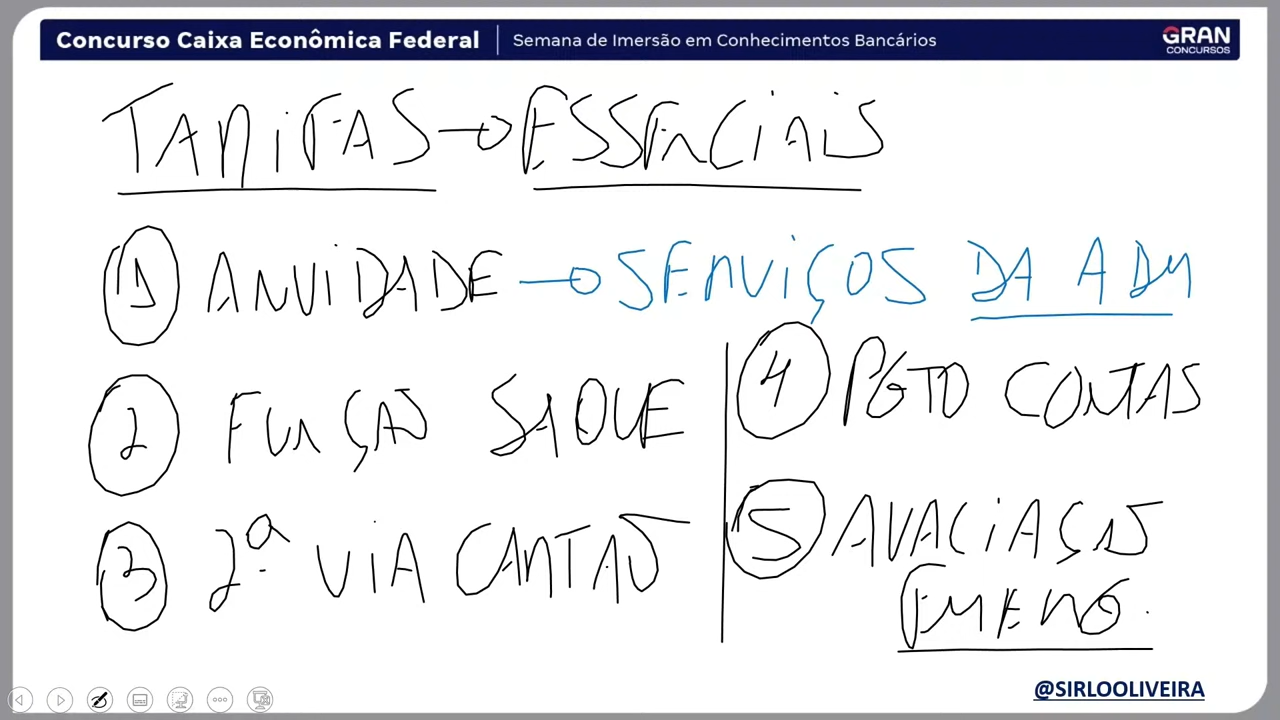 Concurso Caixa Econômica Federal | Semana de Imersão em Conhecimentos Bancários
GRAN
CONCURSOS
TARIFAS → ESSENCIAIS
1 ANUIDADE → SERVIÇOS DA ADM
2 FUNÇÃO SAQUE
3 2ª VIA CARTÃO
4 PGTO CONTAS
5 AVALIAÇÃO
EMERG.
@SIRLOOLIVEIRA